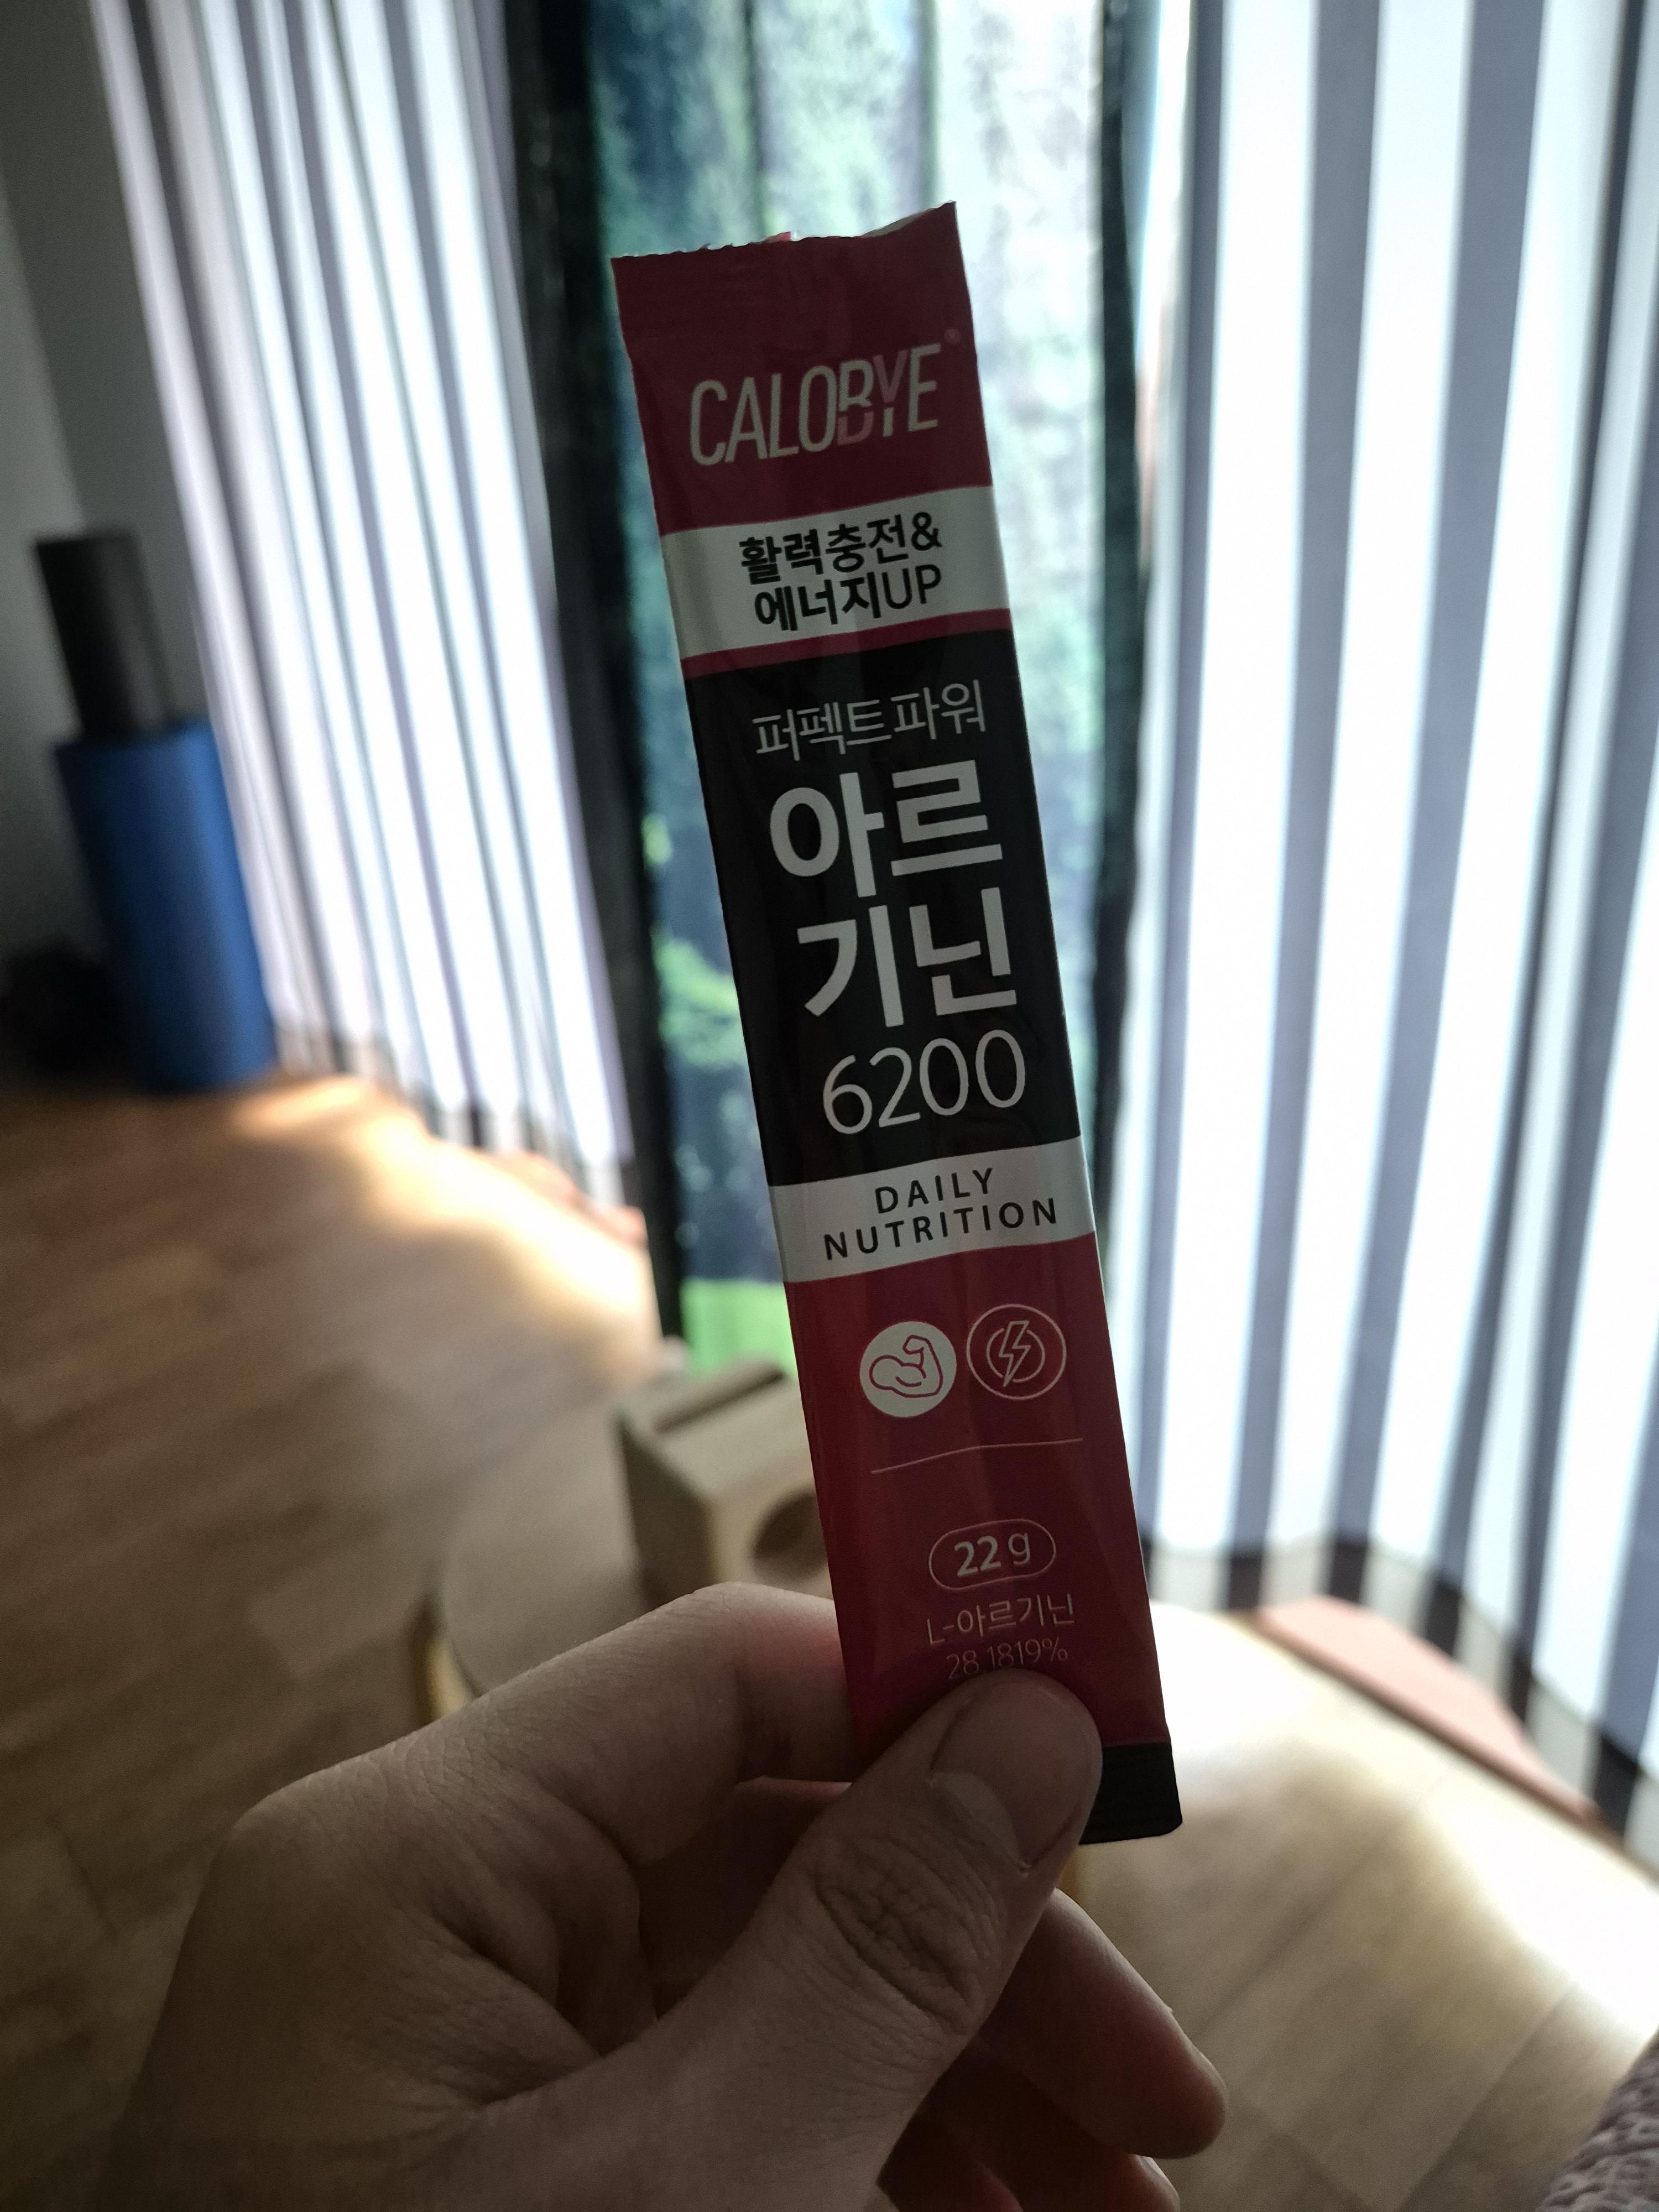 CALOBYE®
활력충전&
에너지UP
퍼펙트파워
아르
기닌
6200
DAILY
NUTRITION
22g
L-아르기닌
28.1819%